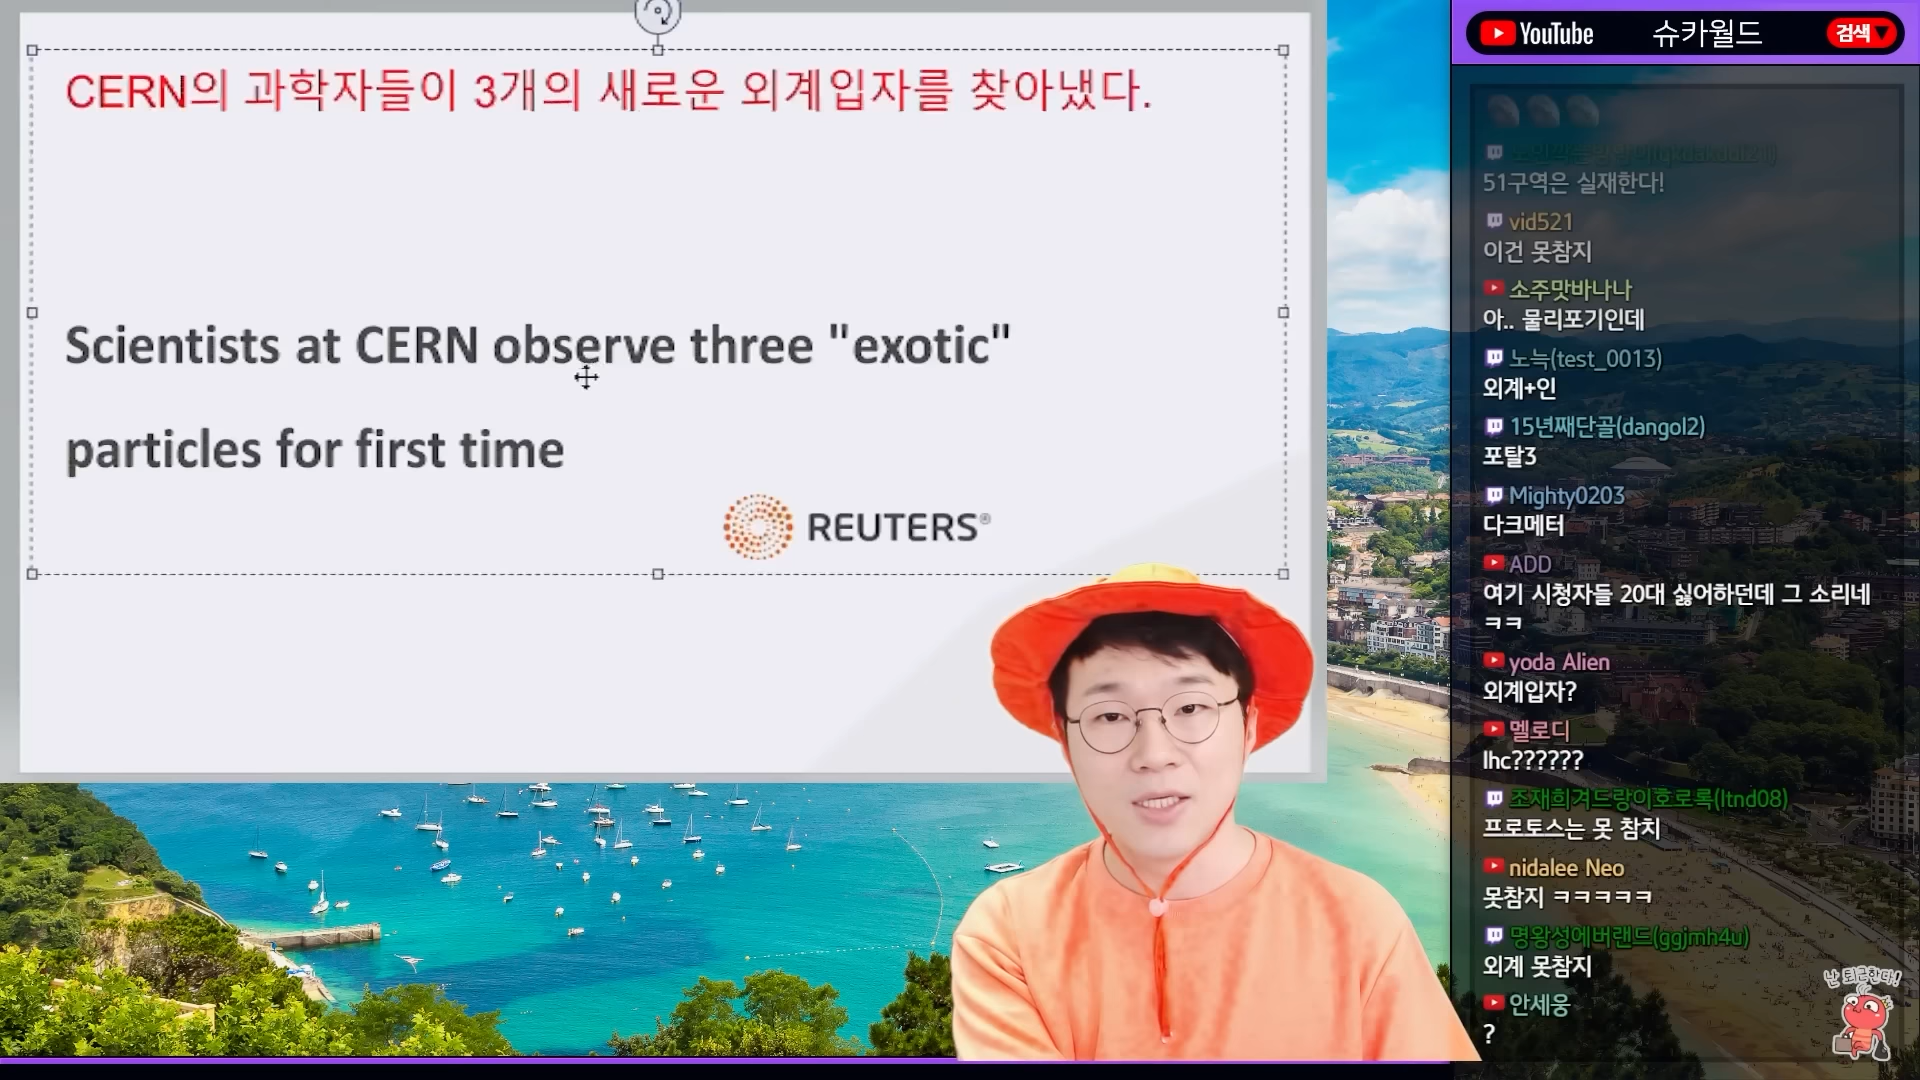 CERN의 과학자들이 3개의 새로운 외계입자를 찾아냈다.
Scientists at CERN observe three "exotic"
particles for first time
REUTERS®
YouTube 슈카월드 검색▼
51구역은 실재한다!
vid521
이건 못참지
소주맛바나나
아.. 물리포기인데
노늑(test_0013)
외계+인
15년째단골(dangol2)
포탈3
Mighty0203
다크메터
ADD
여기 시청자들 20대 싫어하던데 그 소리네
ㅋㅋ
yoda Alien
외계입자?
멜로디
lhc??????
조재희겨드랑이호로록(ltnd08)
프로토스는 못 참치
nidalee Neo
못참지 ㅋㅋㅋㅋㅋ
명왕성에버랜드(ggjmh4u)
외계 못참지
안세웅
?
난 퇴근한다!